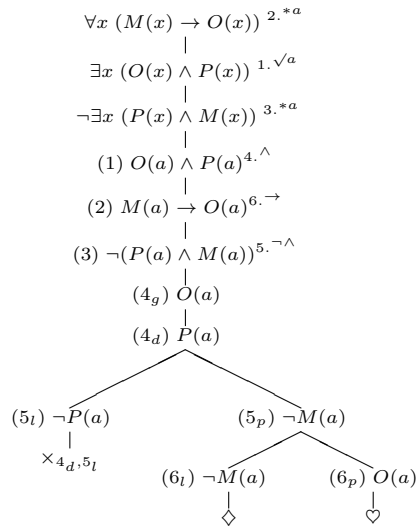 ∀x (M(x) → O(x)) 2.*a
∃x (O(x) ∧ P(x)) 1.√a
¬∃x (P(x) ∧ M(x)) 3.*a
(1) O(a) ∧ P(a)4.∧
(2) M(a) → O(a)6.→
(3) ¬(P(a) ∧ M(a))5.¬∧
(4g) O(a)
(4d) P(a)
(5l) ¬P(a) (5p) ¬M(a)
×4d,5l
(6l) ¬M(a) (6p) O(a)
♢ ♡